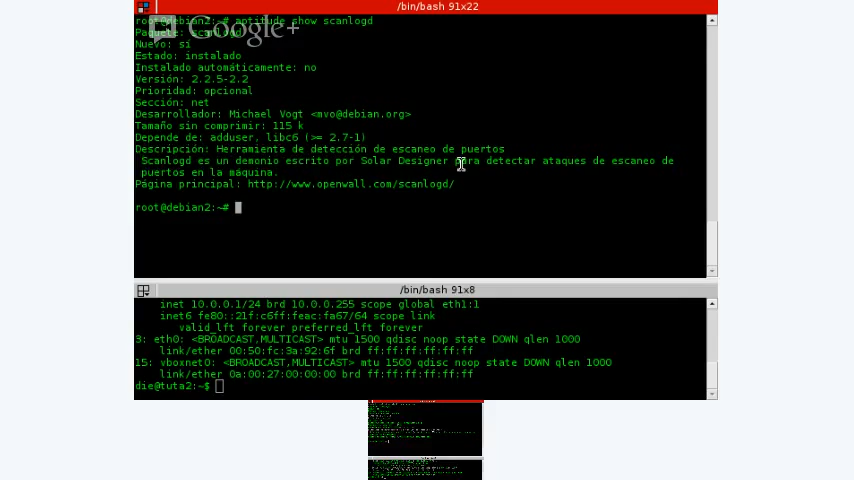 /bin/bash 91x22
root@debian2:~# aptitude show scanlogd
Google+
Paquete: scanlogd
Nuevo: sí
Estado: instalado
Instalado automáticamente: no
Versión: 2.2.5-2.2
Prioridad: opcional
Sección: net
Desarrollador: Michael Vogt <mvo@debian.org>
Tamaño sin comprimir: 115 k
Depende de: adduser, libc6 (>= 2.7-1)
Descripción: Herramienta de detección de escaneo de puertos
Scanlogd es un demonio escrito por Solar Designer para detectar ataques de escaneo de
puertos en la máquina.
Página principal: http://www.openwall.com/scanlogd/
root@debian2:~#
/bin/bash 91x8
inet 10.0.0.1/24 brd 10.0.0.255 scope global eth1:1
inet6 fe80::21f:c6ff:feac:fa67/64 scope link
valid_lft forever preferred_lft forever
3: eth0: <BROADCAST,MULTICAST> mtu 1500 qdisc noop state DOWN qlen 1000
link/ether 00:50:fc:3a:92:6f brd ff:ff:ff:ff:ff:ff
15: vboxnet0: <BROADCAST,MULTICAST> mtu 1500 qdisc noop state DOWN qlen 1000
link/ether 0a:00:27:00:00:00 brd ff:ff:ff:ff:ff:ff
die@tuta2:~$